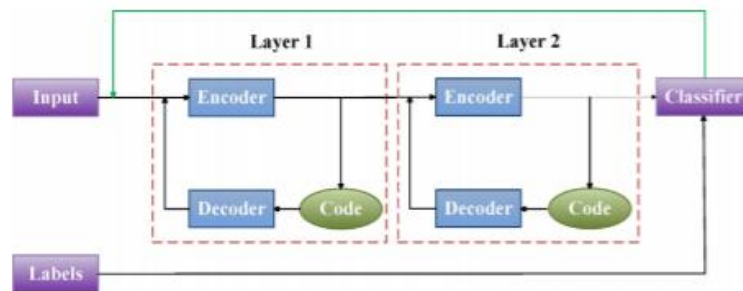 Layer 1
Layer 2
Input
Encoder
Encoder
Classifier
Decoder
Code
Decoder
Code
Labels